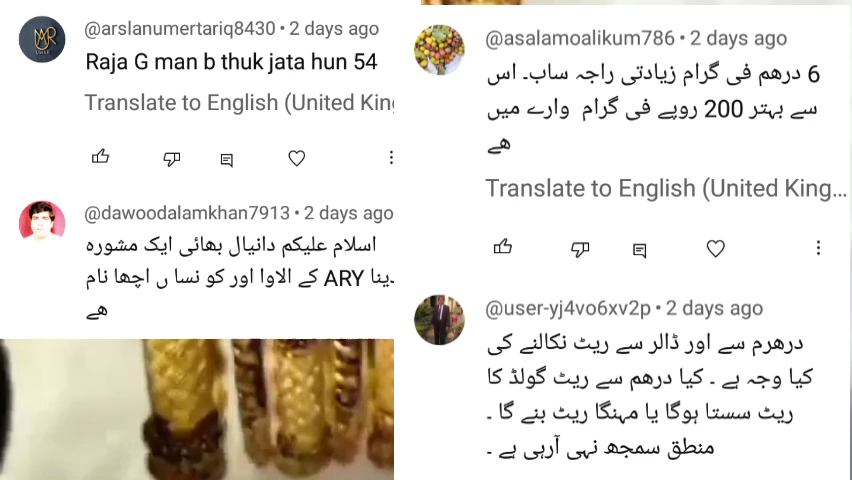 @arslanumertariq8430 • 2 days ago
Raja G man b thuk jata hun 54
Translate to English (United King
@dawoodalamkhan7913 • 2 days ago
اسلام علیکم دانیال بھائی ایک مشورہ
دینا ARY کے الاوا اور کو نسا ں اچھا نام
ھے
@asalamoalikum786 • 2 days ago
6 درھم فی گرام زیادتی راجہ ساب۔ اس
سے بہتر 200 روپے فی گرام وارے میں
ھے
Translate to English (United King...
@user-yj4vo6xv2p • 2 days ago
درھرم سے اور ڈالر سے ریٹ نکالنے کی
کیا وجہ ہے ۔ کیا درھم سے ریٹ گولڈ کا
ریٹ سستا ہوگا یا مہنگا ریٹ بنے گا ۔
منطق سمجھ نہی آرہی ہے ۔